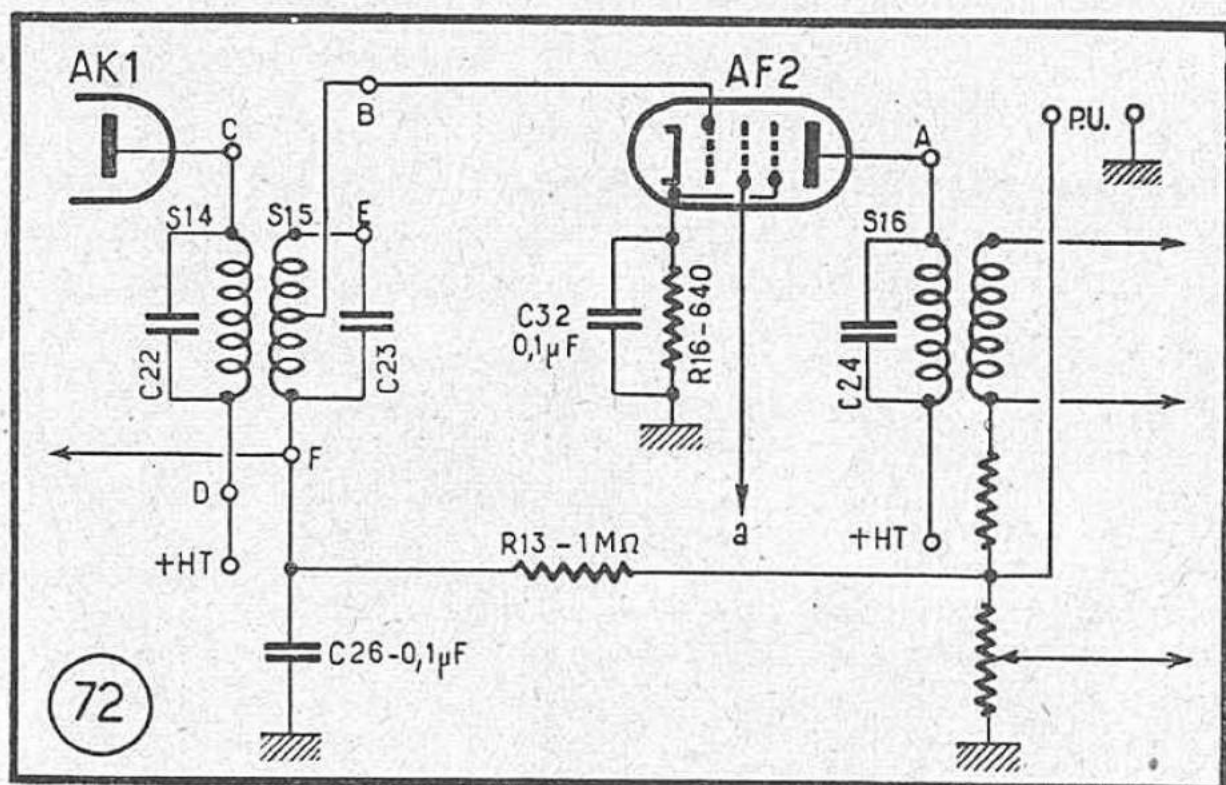 AK1
AF2
P.U.
C
B
A
S14
S15
E
S16
C22
C23
C32
0,1µF
R16-640
C24
F
D
+HT
a
+HT
R13-1MΩ
C26-0,1µF
72